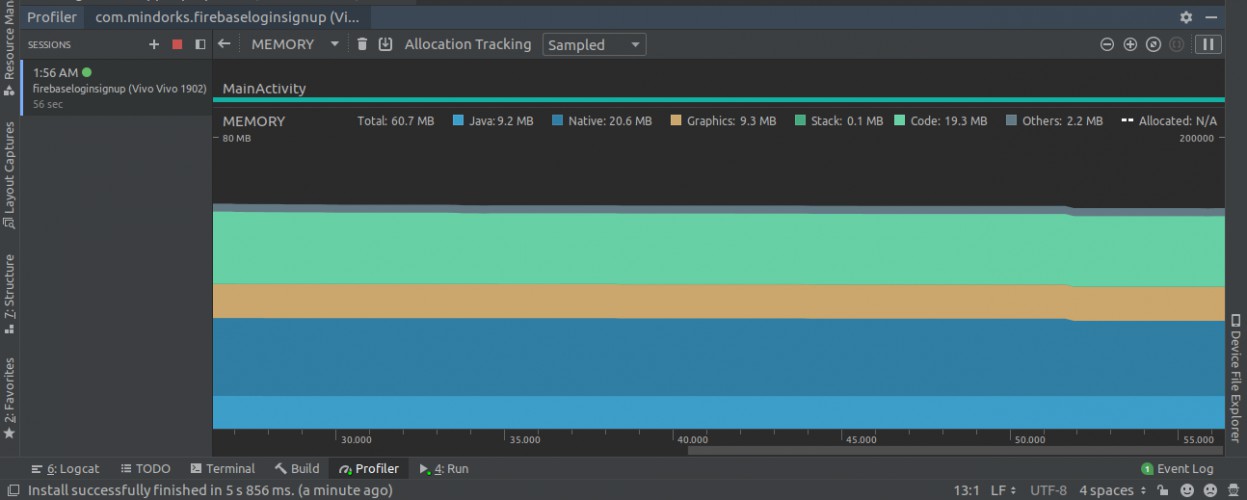 Profiler com.mindorks.firebaseloginsignup (Vi...
SESSIONS
MEMORY Allocation Tracking Sampled
1:56 AM
firebaseloginsignup (Vivo Vivo 1902)
56 sec
MainActivity
MEMORY Total: 60.7 MB Java: 9.2 MB Native: 20.6 MB Graphics: 9.3 MB Stack: 0.1 MB Code: 19.3 MB Others: 2.2 MB Allocated: N/A
80 MB 200000
30.000 35.000 40.000 45.000 50.000 55.000
Resource Man
Layout Captures
7: Structure
2: Favorites
Device File Explorer
6: Logcat TODO Terminal Build Profiler 4: Run 1 Event Log
Install successfully finished in 5 s 856 ms. (a minute ago) 13:1 LF UTF-8 4 spaces